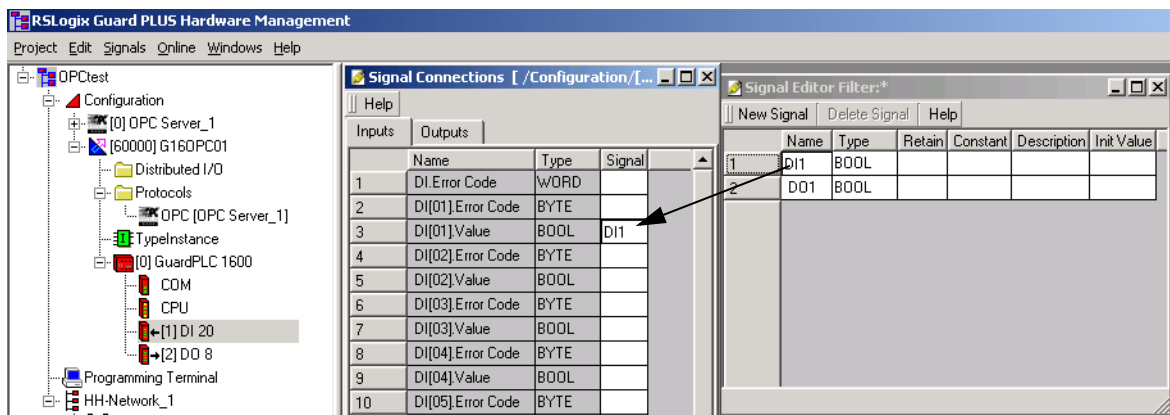 RSLogix Guard PLUS Hardware Management
Project Edit Signals Online Windows Help
OPCtest
Configuration
[0] OPC Server_1
[60000] G16OPC01
Distributed I/O
Protocols
OPC [OPC Server_1]
TypeInstance
[0] GuardPLC 1600
COM
CPU
[1] DI 20
[2] DO 8
Programming Terminal
HH-Network_1
Signal Connections [ /Configuration/[...
Help
Inputs Outputs
Name Type Signal
1 DI.Error Code WORD
2 DI[01].Error Code BYTE
3 DI[01].Value BOOL DI1
4 DI[02].Error Code BYTE
5 DI[02].Value BOOL
6 DI[03].Error Code BYTE
7 DI[03].Value BOOL
8 DI[04].Error Code BYTE
9 DI[04].Value BOOL
10 DI[05].Error Code BYTE
Signal Editor Filter:*
New Signal Delete Signal Help
Name Type Retain Constant Description Init Value
1 DI1 BOOL
2 DO1 BOOL